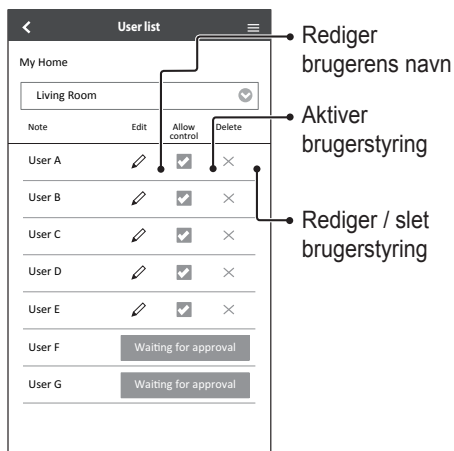 User list
My Home
Living Room
Note Edit Allow control Delete
User A
User B
User C
User D
User E
User F Waiting for approval
User G Waiting for approval
Rediger
brugerens navn
Aktiver
brugerstyring
Rediger / slet
brugerstyring